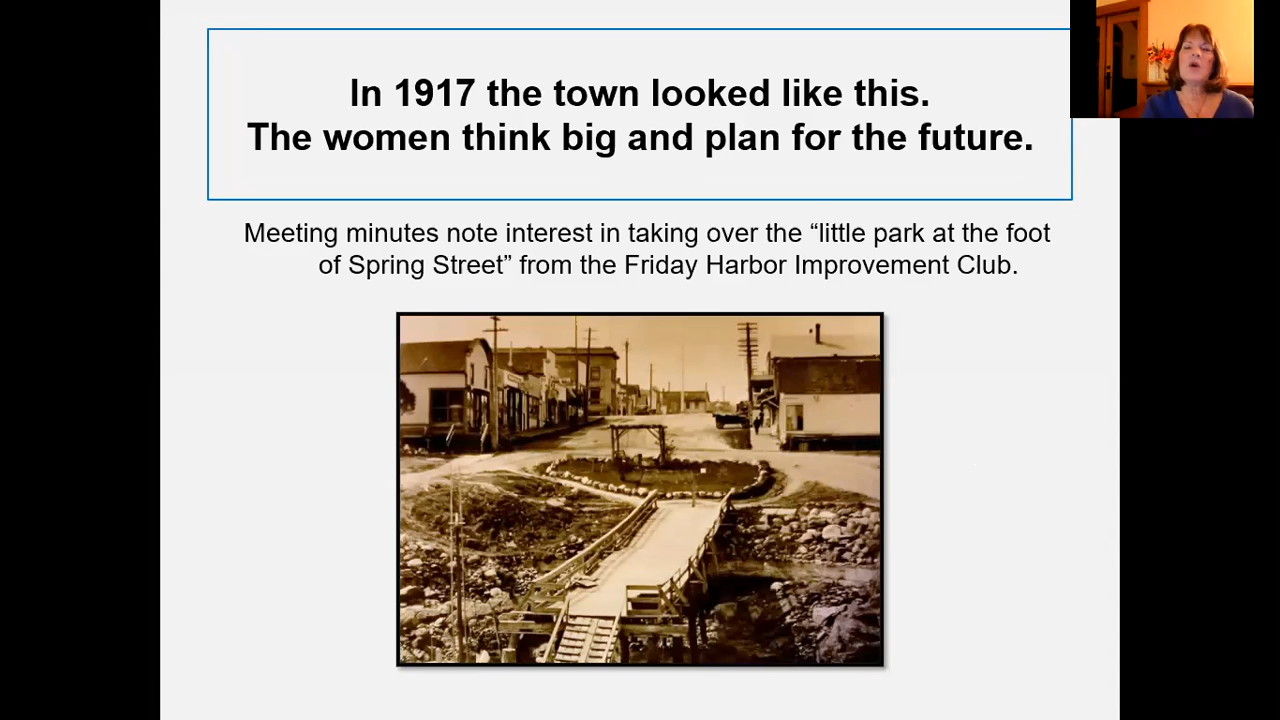 In 1917 the town looked like this.
The women think big and plan for the future.
Meeting minutes note interest in taking over the “little park at the foot
of Spring Street” from the Friday Harbor Improvement Club.